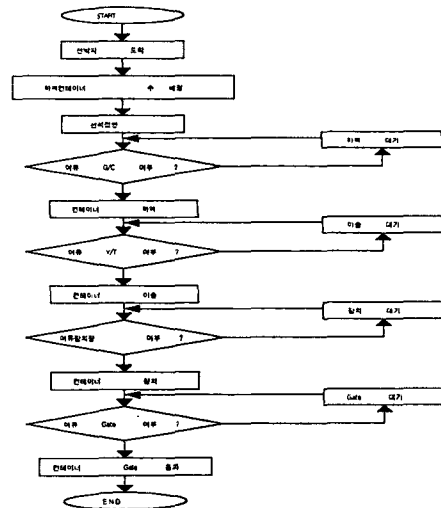 START
선박의 도착
하역컨테이너 수 배정
선석접안
하역 대기
여유 G/C 여부 ?
컨테이너 하역
이송 대기
여유 Y/T 여부 ?
컨테이너 이송
장치 대기
여유장치장 여부 ?
컨테이너 장치
Gate 대기
여유 Gate 여부 ?
컨테이너 Gate 통과
END